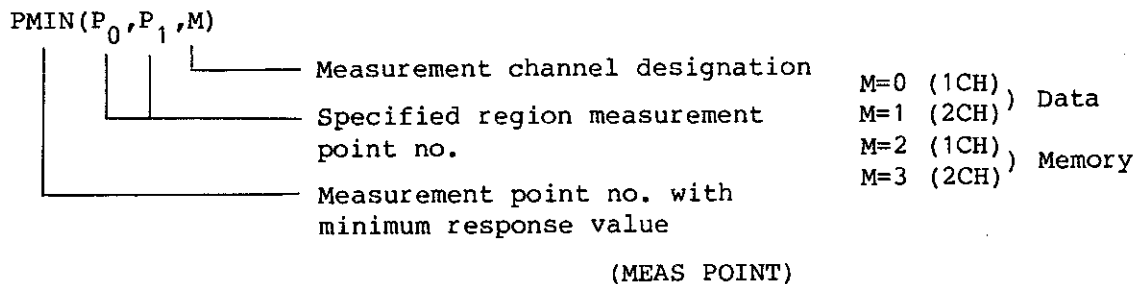 PMIN(P0,P1,M)
Measurement channel designation
M=0 (1CH)
M=1 (2CH)
) Data
Specified region measurement
point no.
M=2 (1CH)
M=3 (2CH)
) Memory
Measurement point no. with
minimum response value
(MEAS POINT)